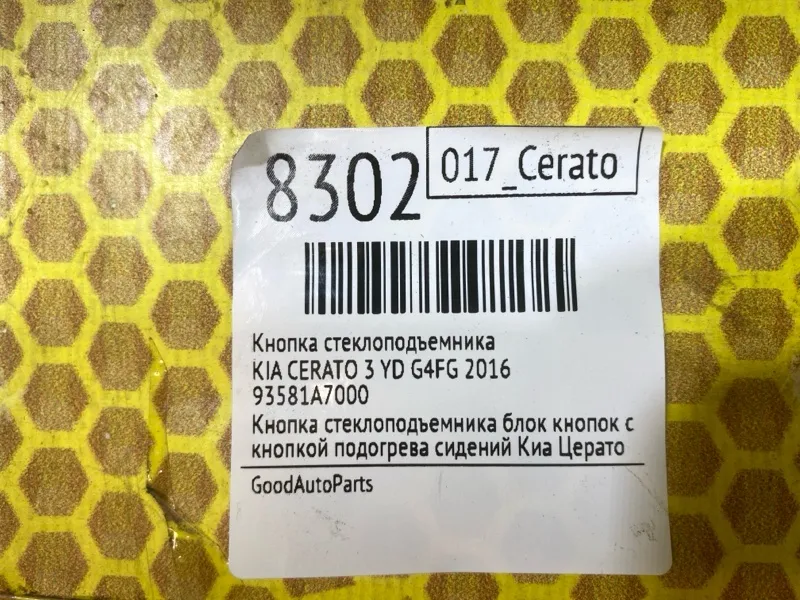 8302
017_Cerato
Кнопка стеклоподъемника
KIA CERATO 3 YD G4FG 2016
93581A7000
Кнопка стеклоподъемника блок кнопок с
кнопкой подогрева сидений Киа Церато
GoodAutoParts